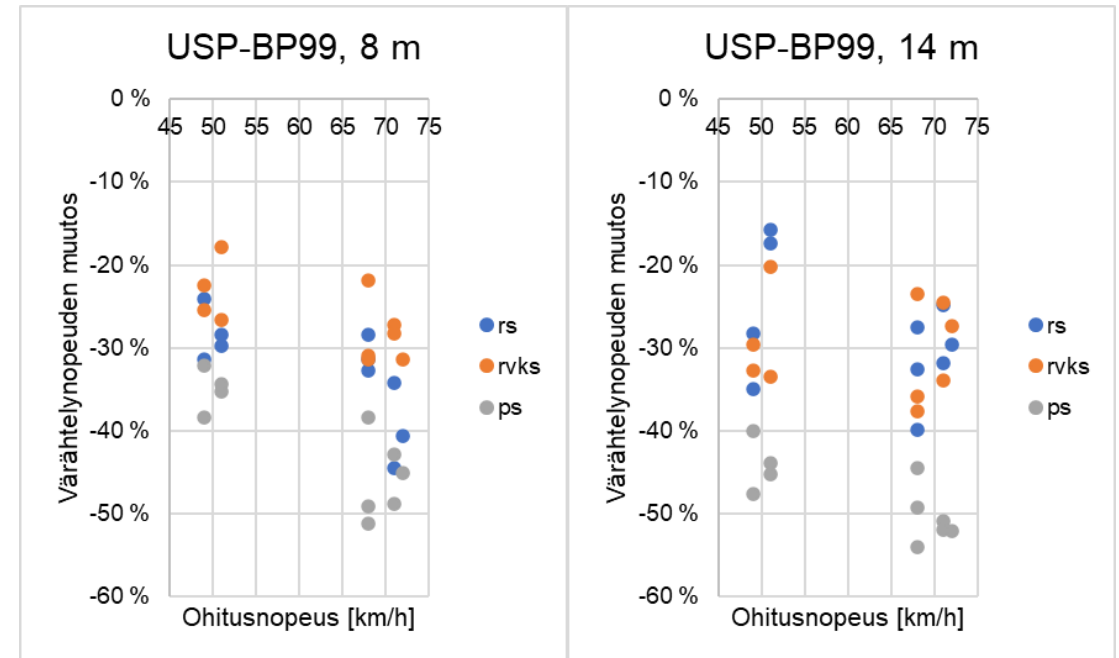 USP-BP99, 8 m
0 %
45 50 55 60 65 70 75
-10 %
-20 %
-30 %
-40 %
-50 %
-60 %
Värähtelynopeuden muutos
Ohitusnopeus [km/h]
rs
rvks
ps
USP-BP99, 14 m
0 %
45 50 55 60 65 70 75
-10 %
-20 %
-30 %
-40 %
-50 %
-60 %
Värähtelynopeuden muutos
Ohitusnopeus [km/h]
rs
rvks
ps